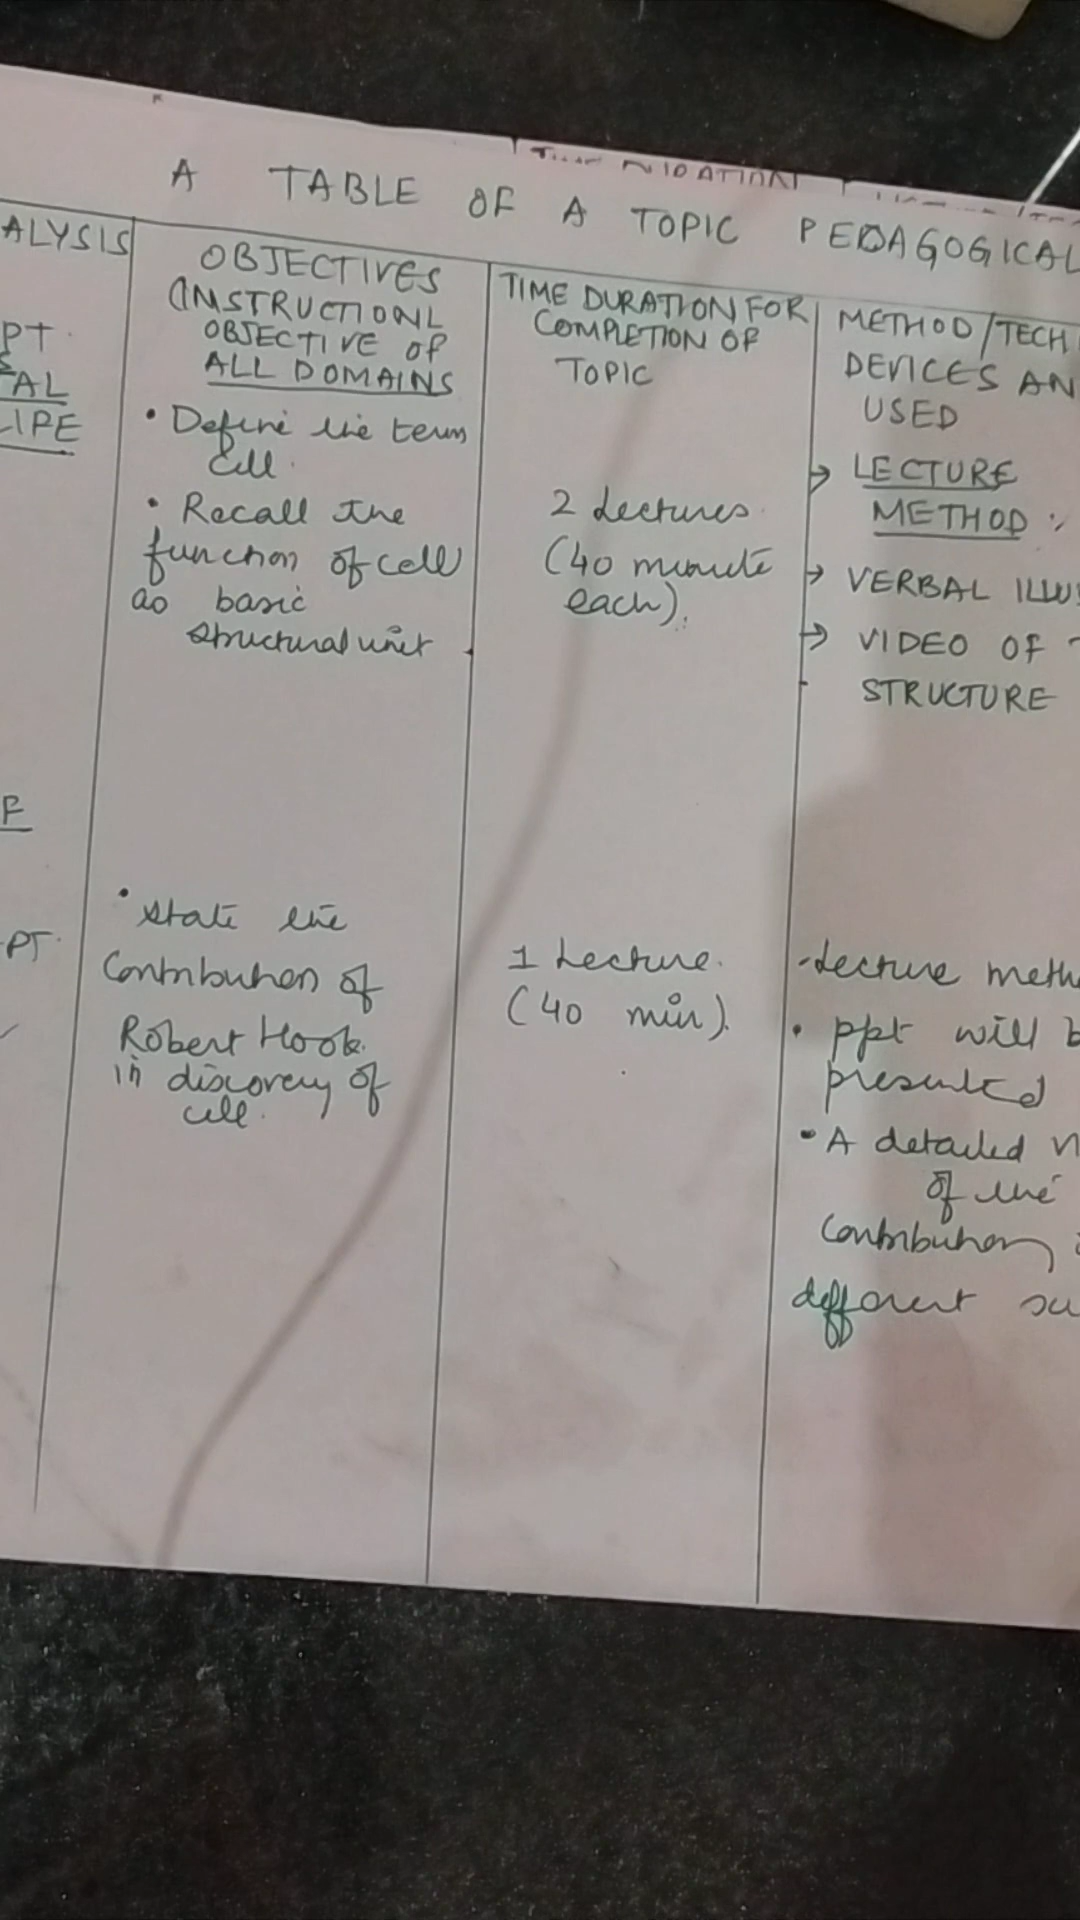 A TABLE OF A TOPIC PEDAGOGICAL
ALYSIS
PT
AL
LIFE
F
PT.
OBJECTIVES
(INSTRUCTIONL
OBJECTIVE OF
ALL DOMAINS
• Define the term
Cell.
• Recall the
function of cell
as basic
structural unit
• State the
Contribution of
Robert Hook.
in discovery of
cell.
TIME DURATION FOR
COMPLETION OF
TOPIC
2 Lectures.
(40 minute
each).
1 Lecture.
(40 min).
METHOD/TECH
DEVICES AN
USED
→ LECTURE
METHOD :
→ VERBAL ILLUS
→ VIDEO OF
STRUCTURE
- Lecture meth
• ppt will b
presented
• A detailed
of the
Contribution
different